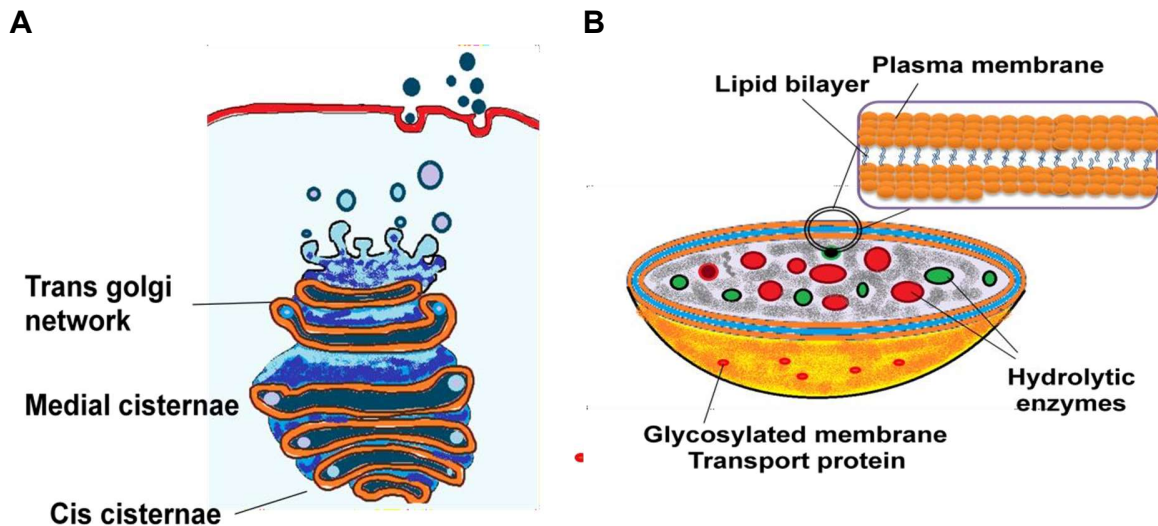 A
Trans golgi
network
Medial cisternae
Cis cisternae
B
Plasma membrane
Lipid bilayer
Hydrolytic
enzymes
Glycosylated membrane
Transport protein